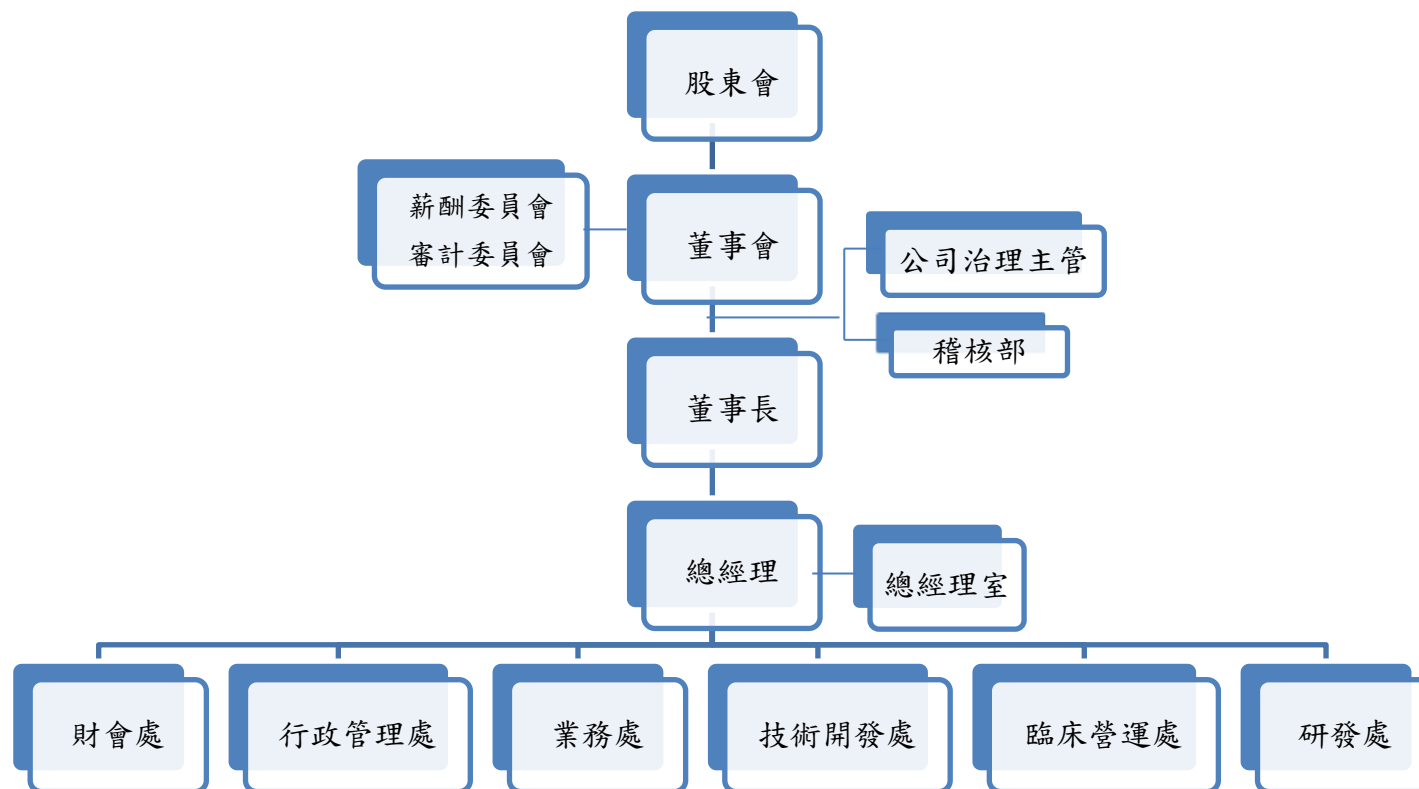 股東會
薪酬委員會
審計委員會
董事會
公司治理主管
稽核部
董事長
總經理
總經理室
財會處
行政管理處
業務處
技術開發處
臨床營運處
研發處